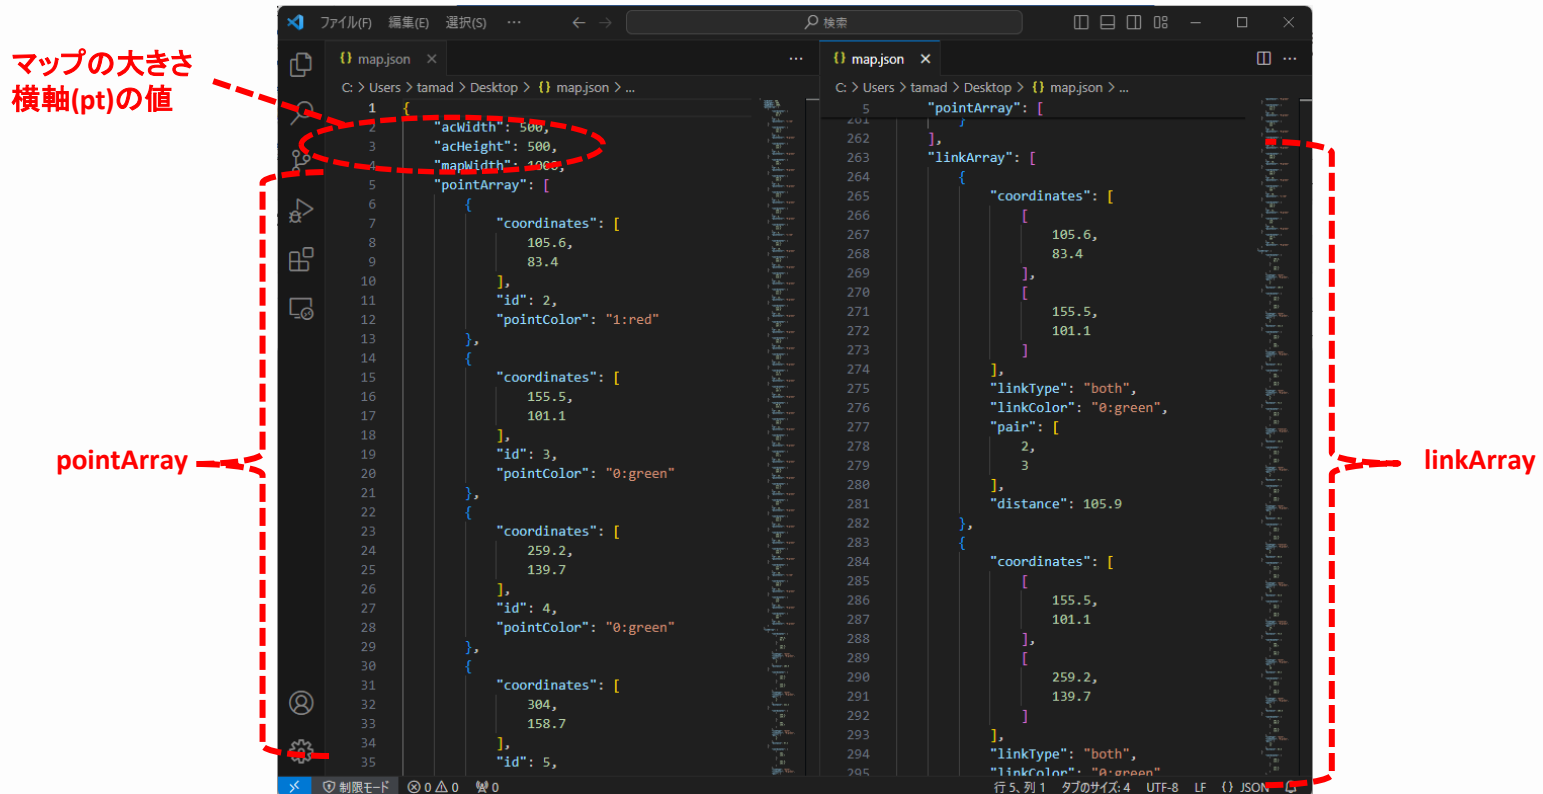 ファイル(F) 編集(E) 選択(S) … ← → 検索
マップの大きさ
横軸(pt)の値
pointArray
{} map.json ×
C: > Users > tamad > Desktop > {} map.json > ...
1 {
2 "acWidth": 500,
3 "acHeight": 500,
4 "mapWidth": 1000,
5 "pointArray": [
6 {
7 "coordinates": [
8 105.6,
9 83.4
10 ],
11 "id": 2,
12 "pointColor": "1:red"
13 },
14 {
15 "coordinates": [
16 155.5,
17 101.1
18 ],
19 "id": 3,
20 "pointColor": "0:green"
21 },
22 {
23 "coordinates": [
24 259.2,
25 139.7
26 ],
27 "id": 4,
28 "pointColor": "0:green"
29 },
30 {
31 "coordinates": [
32 304,
33 158.7
34 ],
35 "id": 5,
{} map.json ×
C: > Users > tamad > Desktop > {} map.json > ...
5 "pointArray": [
261 }
262 ],
263 "linkArray": [
264 {
265 "coordinates": [
266 [
267 105.6,
268 83.4
269 ],
270 [
271 155.5,
272 101.1
273 ]
274 ],
275 "linkType": "both",
276 "linkColor": "0:green",
277 "pair": [
278 2,
279 3
280 ],
281 "distance": 105.9
282 },
283 {
284 "coordinates": [
285 [
286 155.5,
287 101.1
288 ],
289 [
290 259.2,
291 139.7
292 ]
293 ],
294 "linkType": "both",
295 "linkColor": "0:green"
linkArray
制限モード 0 0 0 行 5、列 1 タブのサイズ: 4 UTF-8 LF {} JSON